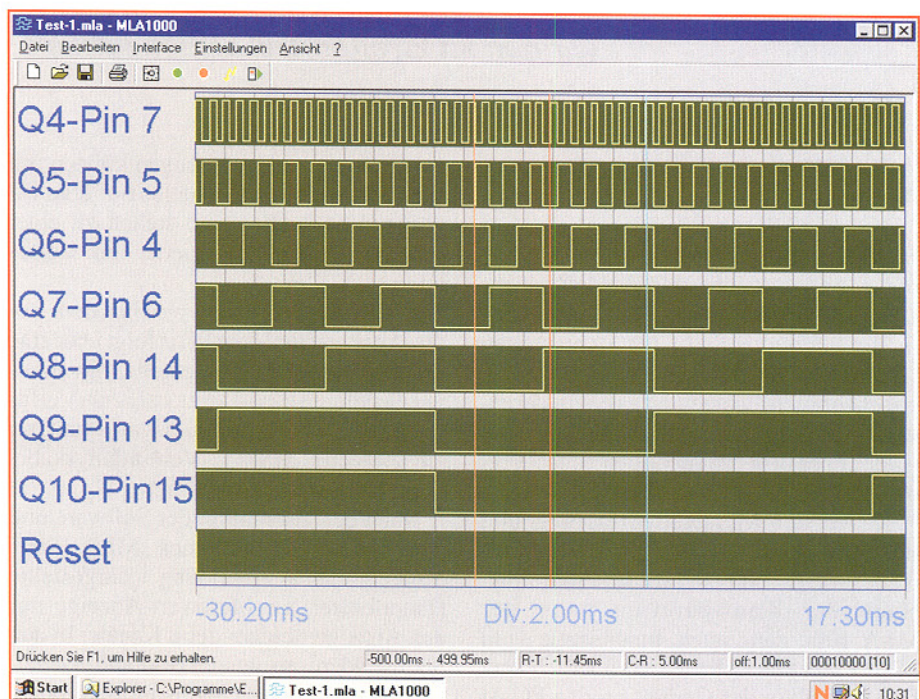 Test-1.mla - MLA1000
Datei Bearbeiten Interface Einstellungen Ansicht ?
Q4-Pin 7
Q5-Pin 5
Q6-Pin 4
Q7-Pin 6
Q8-Pin 14
Q9-Pin 13
Q10-Pin15
Reset
-30.20ms Div:2.00ms 17.30ms
Drücken Sie F1, um Hilfe zu erhalten. -500.00ms .. 499.95ms R-T : -11.45ms C-R : 5.00ms off:1.00ms 00010000 [10]
Start Explorer - C:\Programme\E... Test-1.mla - MLA1000 N 10:31